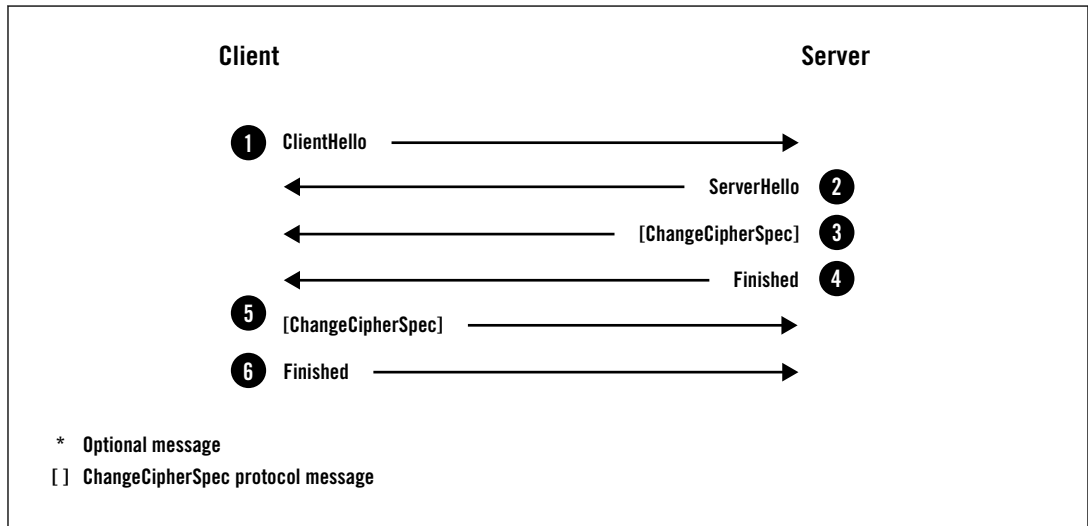 Client Server
1 ClientHello
ServerHello 2
[ChangeCipherSpec] 3
Finished 4
5 [ChangeCipherSpec]
6 Finished
* Optional message
[ ] ChangeCipherSpec protocol message